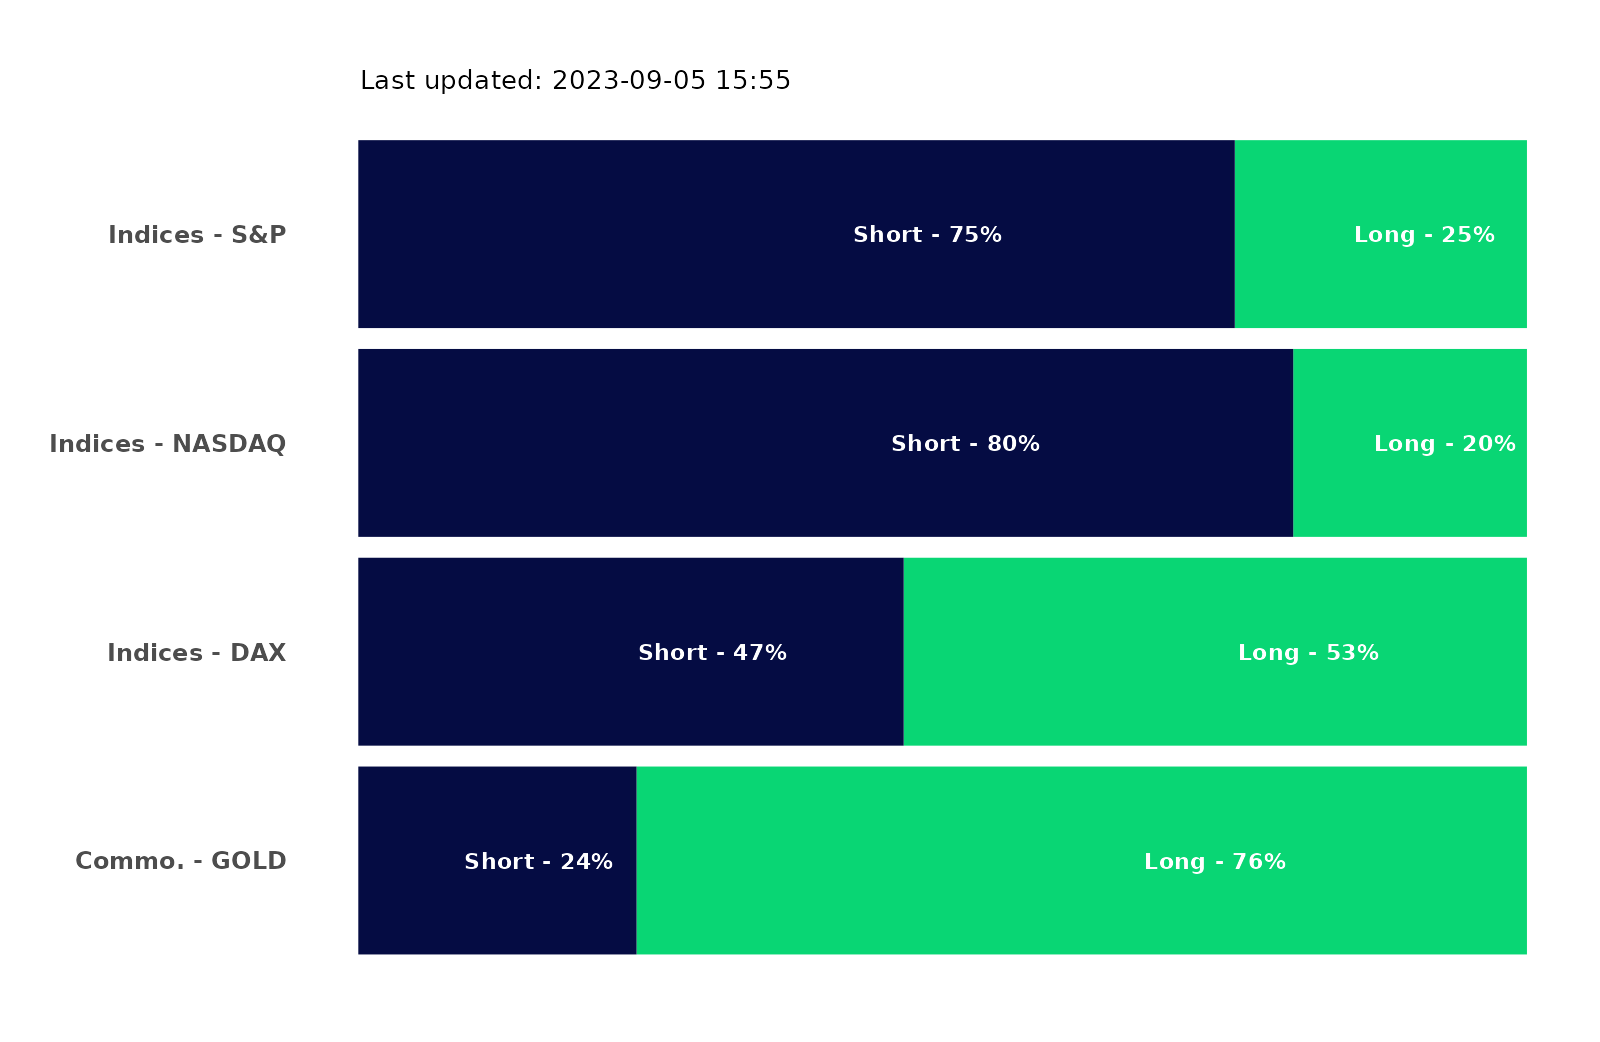 Last updated: 2023-09-05 15:55
Indices - S&P Short - 75% Long - 25%
Indices - NASDAQ Short - 80% Long - 20%
Indices - DAX Short - 47% Long - 53%
Commo. - GOLD Short - 24% Long - 76%